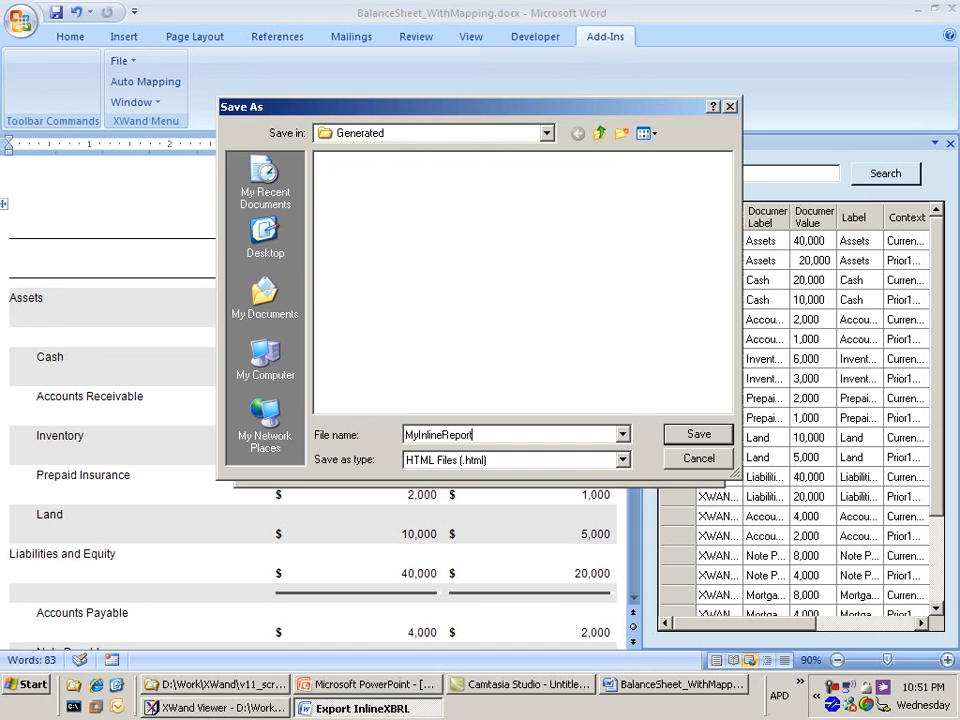 BalanceSheet_WithMapping.docx - Microsoft Word
Home Insert Page Layout References Mailings Review View Developer Add-Ins
File
Auto Mapping
Window
Toolbar Commands XWand Menu
Save As
Save in: Generated
My Recent Documents
Desktop
My Documents
My Computer
My Network Places
File name: MyInlineReport Save
Save as type: HTML Files (.html) Cancel
1 2
Search
Documer Label Documer Value Label Context
Assets 40,000 Assets Curren...
Assets 20,000 Assets Prior1...
Cash 20,000 Cash Curren...
Cash 10,000 Cash Prior1...
Accou... 2,000 Accou... Curren...
Accou... 1,000 Accou... Prior1...
Invent... 6,000 Invent... Curren...
Invent... 3,000 Invent... Prior1...
Prepai... 2,000 Prepai... Curren...
Prepai... 1,000 Prepai... Prior1...
Land 10,000 Land Curren...
Land 5,000 Land Prior1...
Liabiliti... 40,000 Liabiliti... Curren...
XWAN... Liabiliti... 20,000 Liabiliti... Prior1...
XWAN... Accou... 4,000 Accou... Curren...
XWAN... Accou... 2,000 Accou... Prior1...
XWAN... Note P... 8,000 Note P... Curren...
XWAN... Note P... 4,000 Note P... Prior1...
XWAN... Mortga... 8,000 Mortga... Curren...
XWAN... Mortga... 4,000 Mortga... Prior1...
Assets
Cash
Accounts Receivable
Inventory
Prepaid Insurance
$ 2,000 $ 1,000
Land
$ 10,000 $ 5,000
Liabilities and Equity
$ 40,000 $ 20,000
Accounts Payable
$ 4,000 $ 2,000
Words: 83 90%
Start D:\Work\XWand\v11_scr... Microsoft PowerPoint - [... Camtasia Studio - Untitle... BalanceSheet_WithMapp... APD 10:51 PM
XWand Viewer - D:\Work... Export InlineXBRL Wednesday